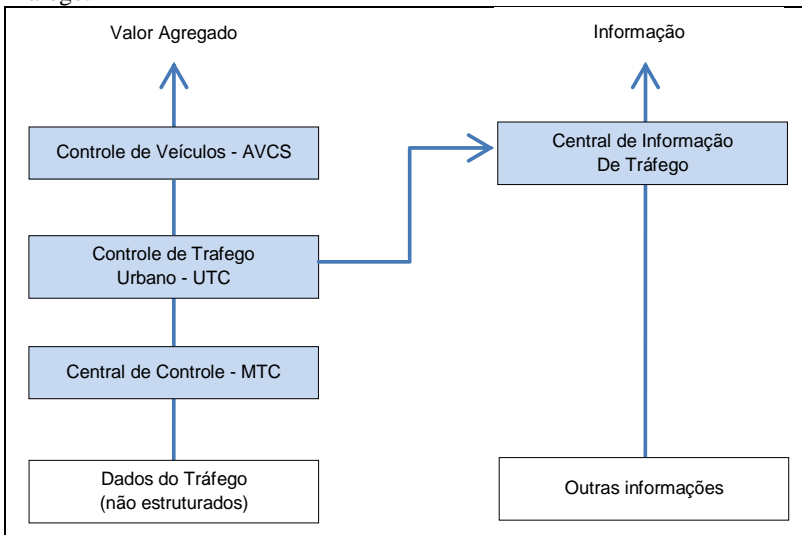 Valor Agregado
Informação
Controle de Veículos - AVCS
Central de Informação
De Tráfego
Controle de Trafego
Urbano - UTC
Central de Controle - MTC
Dados do Tráfego
(não estruturados)
Outras informações